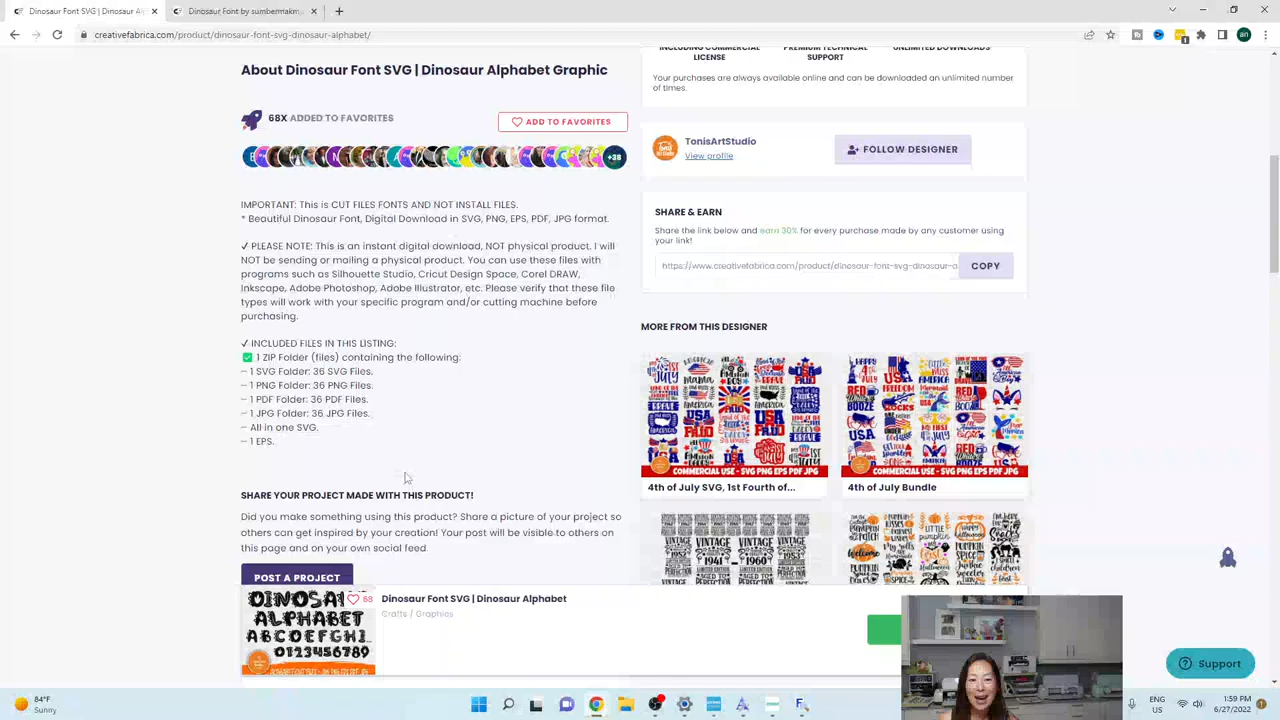 Dinosaur Font SVG | Dinosaur Al
Dinosaur Font SVG | Dinosaur A
Dinosaur Font by sumbermaku
creativefabrica.com/product/dinosaur-font-svg-dinosaur-alphabet/
About Dinosaur Font SVG | Dinosaur Alphabet Graphic
68X ADDED TO FAVORITES
ADD TO FAVORITES
+38
IMPORTANT: This is CUT FILES FONTS AND NOT INSTALL FILES.
* Beautiful Dinosaur Font, Digital Download in SVG, PNG, EPS, PDF, JPG format.
✓ PLEASE NOTE: This is an instant digital download, NOT physical product. I will
NOT be sending or mailing a physical product. You can use these files with
programs such as Silhouette Studio, Cricut Design Space, Corel DRAW,
Inkscape, Adobe Photoshop, Adobe Illustrator, etc. Please verify that these file
types will work with your specific program and/or cutting machine before
purchasing.
✓ INCLUDED FILES IN THIS LISTING:
✅ 1 ZIP Folder (files) containing the following:
– 1 SVG Folder: 36 SVG Files.
– 1 PNG Folder: 36 PNG Files.
– 1 PDF Folder: 36 PDF Files.
– 1 JPG Folder: 36 JPG Files.
– All in one SVG.
– 1 EPS.
SHARE YOUR PROJECT MADE WITH THIS PRODUCT!
Did you make something using this product? Share a picture of your project so
others can get inspired by your creation! Your post will be visible to others on
this page and on your own social feed.
POST A PROJECT
INCLUDING COMMERCIAL
LICENSE
PREMIUM TECHNICAL
SUPPORT
UNLIMITED DOWNLOADS
Your purchases are always available online and can be downloaded an unlimited number
of times.
TonisArtStudio
View profile
FOLLOW DESIGNER
SHARE & EARN
Share the link below and earn 30% for every purchase made by any customer using
your link!
https://www.creativefabrica.com/product/dinosaur-font-svg-dinosaur-a
COPY
MORE FROM THIS DESIGNER
COMMERCIAL USE - SVG PNG EPS PDF JPG
COMMERCIAL USE - SVG PNG EPS PDF JPG
4th of July SVG, 1st Fourth of...
4th of July Bundle
DINOSA
ALPHABET
ABCDEFGHI
0123456789
68
Dinosaur Font SVG | Dinosaur Alphabet
Crafts / Graphics
Support
84°F
Sunny
ENG
US
1:59 PM
6/27/2022